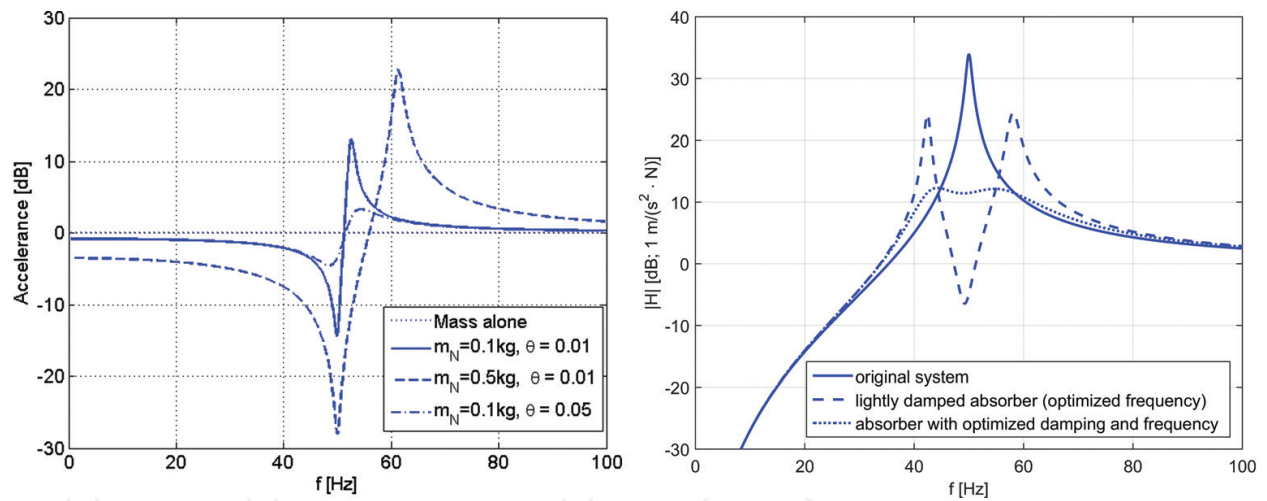 30
20
10
0
-10
-20
-30
0
20
40
60
80
100
Accelerance [dB]
f [Hz]
Mass alone
m_N=0.1kg, θ = 0.01
m_N=0.5kg, θ = 0.01
m_N=0.1kg, θ = 0.05
40
30
20
10
0
-10
-20
-30
0
20
40
60
80
100
|H| [dB; 1 m/(s² · N)]
f [Hz]
original system
lightly damped absorber (optimized frequency)
absorber with optimized damping and frequency